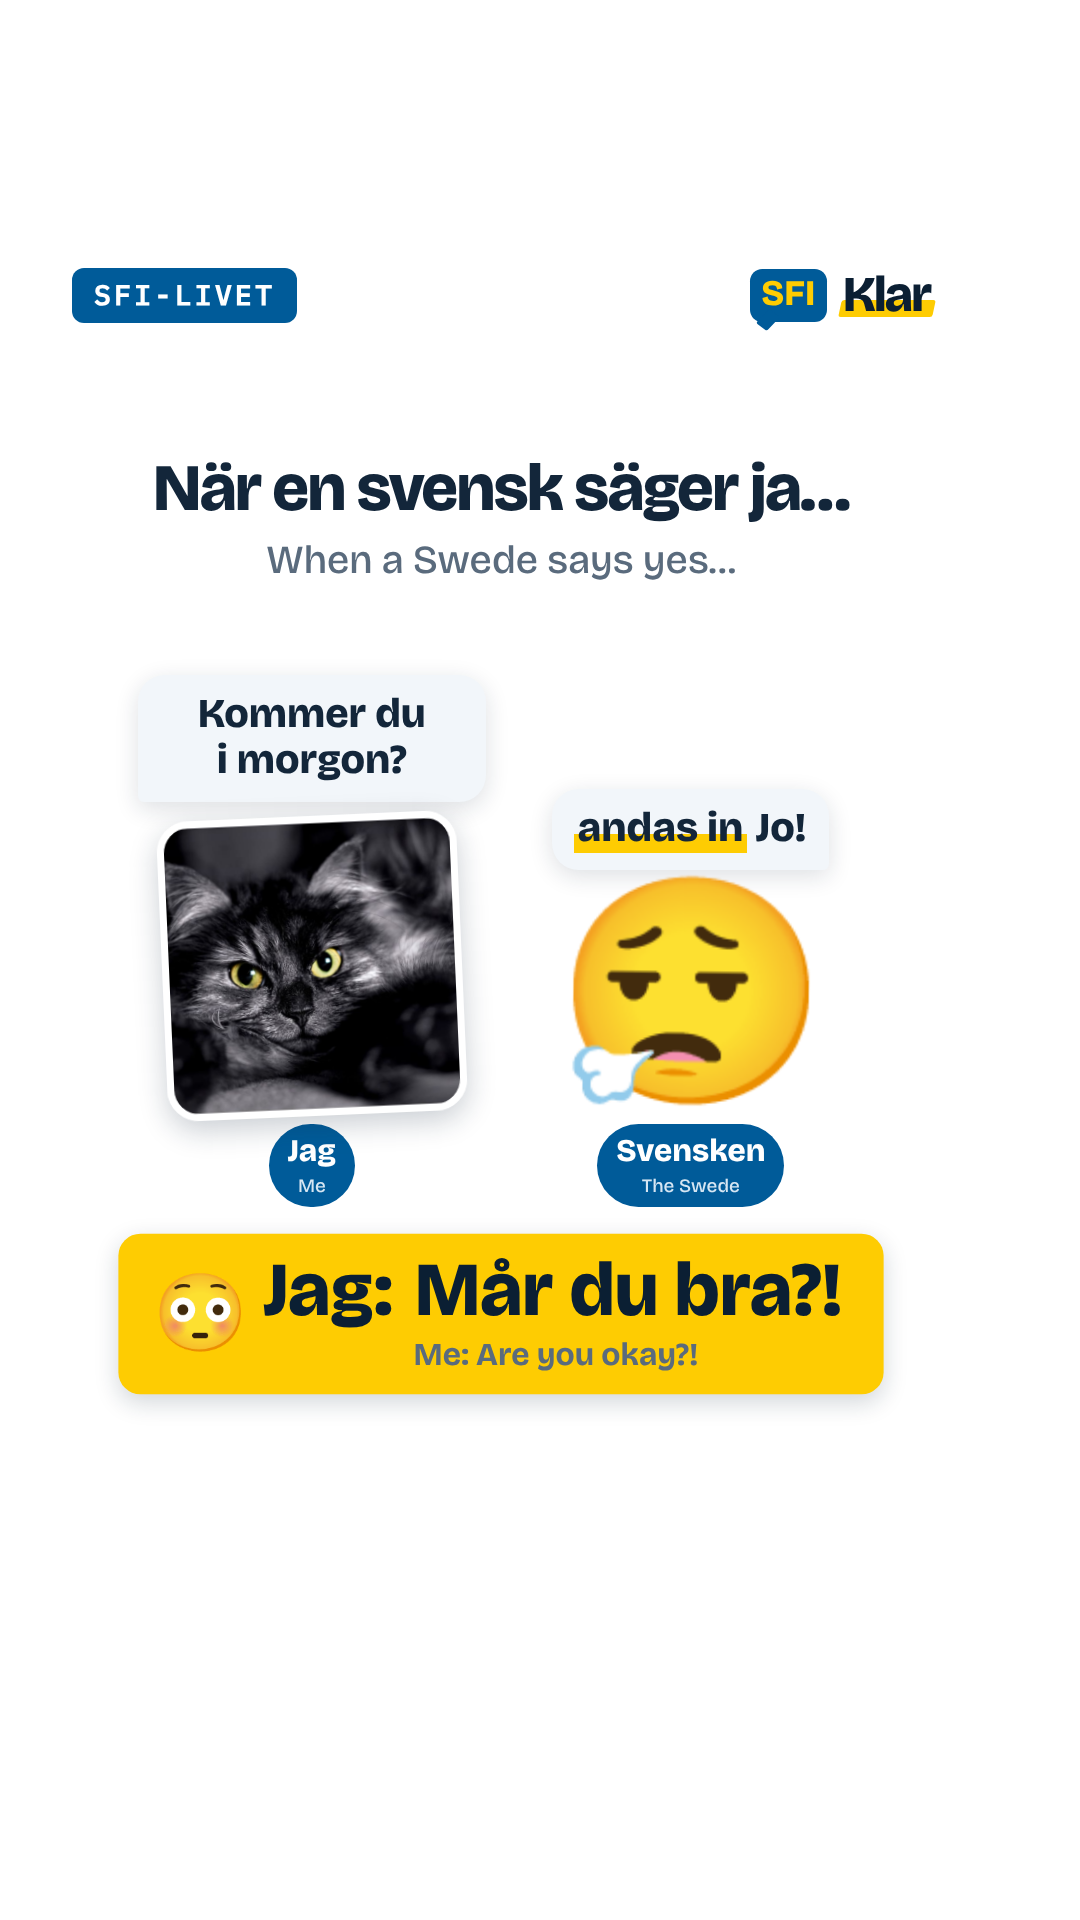 SFI-LIVET
SFI Klar
När en svensk säger ja...
When a Swede says yes...
Kommer du
i morgon?
andas in Jo!
Jag
Me
Svensken
The Swede
Jag: Mår du bra?!
Me: Are you okay?!